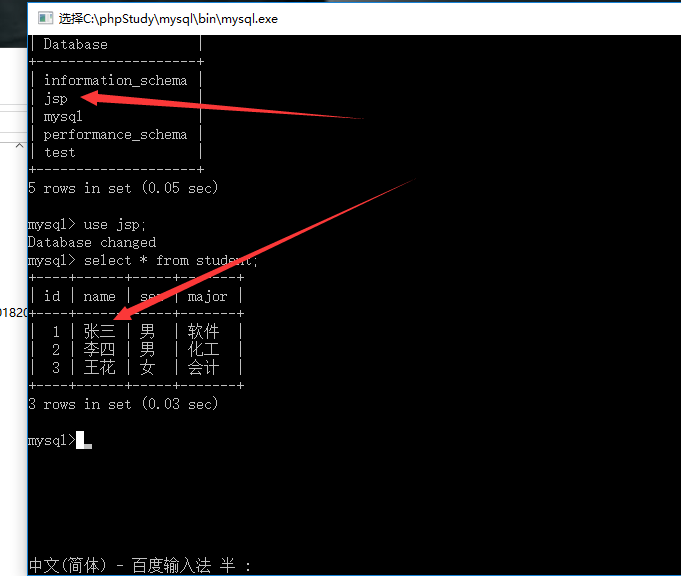 选择C:\phpStudy\mysql\bin\mysql.exe
| Database           |
+--------------------+
| information_schema |
| jsp                |
| mysql              |
| performance_schema |
| test               |
+--------------------+
5 rows in set (0.05 sec)
mysql> use jsp;
Database changed
mysql> select * from student;
+----+------+-----+-------+
| id | name | sex | major |
+----+------+-----+-------+
|  1 | 张三 | 男  | 软件  |
|  2 | 李四 | 男  | 化工  |
|  3 | 王花 | 女  | 会计  |
+----+------+-----+-------+
3 rows in set (0.03 sec)
mysql>
01820
中文(简体) - 百度输入法 半 :